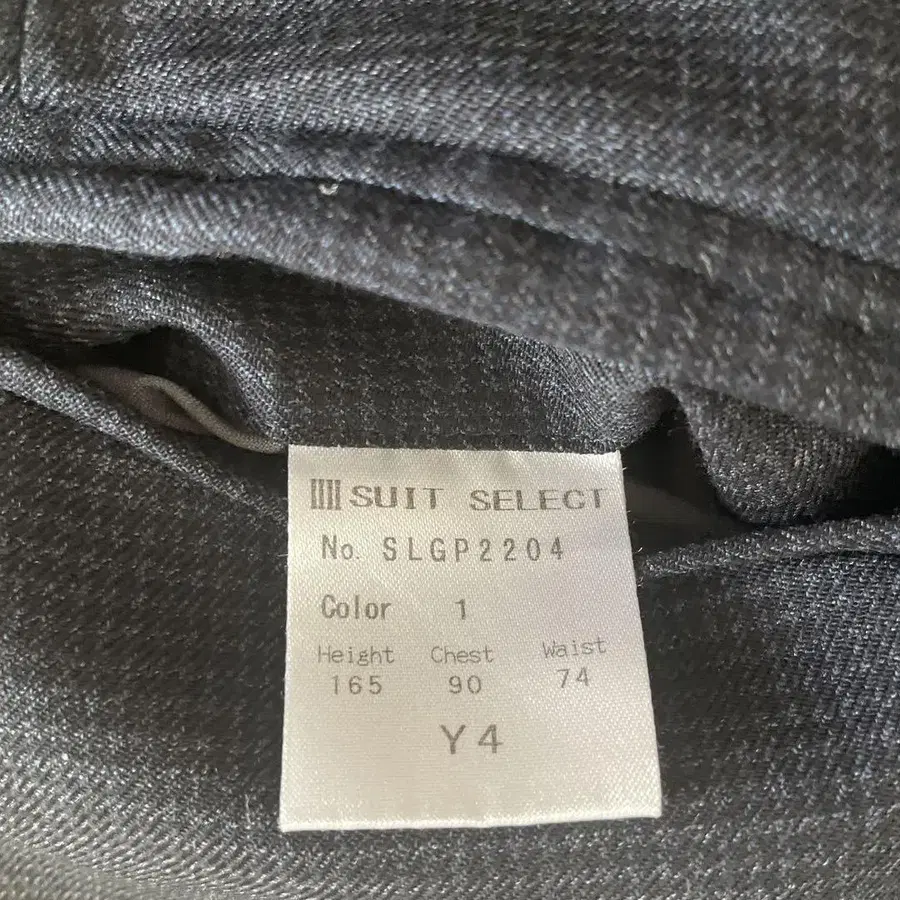 SUIT SELECT
No. SLGP2204
Color 1
Height Chest Waist
165 90 74
Y4